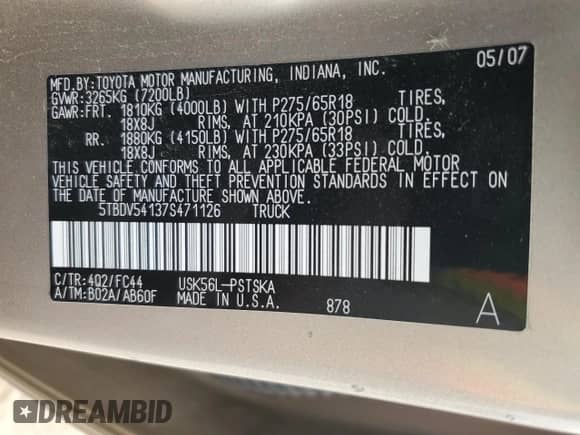 05/07
MFD.BY:TOYOTA MOTOR MANUFACTURING, INDIANA, INC.
GVWR:3265KG (7200LB)
GAWR:FRT. 1810KG (4000LB) WITH P275/65R18 TIRES,
18X8J RIMS, AT 210KPA (30PSI) COLD.
RR. 1880KG (4150LB) WITH P275/65R18 TIRES,
18X8J RIMS, AT 230KPA (33PSI) COLD.
THIS VEHICLE CONFORMS TO ALL APPLICABLE FEDERAL MOTOR
VEHICLE SAFETY AND THEFT PREVENTION STANDARDS IN EFFECT ON
THE DATE OF MANUFACTURE SHOWN ABOVE.
5TBDV54137S471126 TRUCK
C/TR:4Q2/FC44 USK56L-PSTSKA
A/TM:B02A/AB60F MADE IN U.S.A. 878
A
DREAMBID